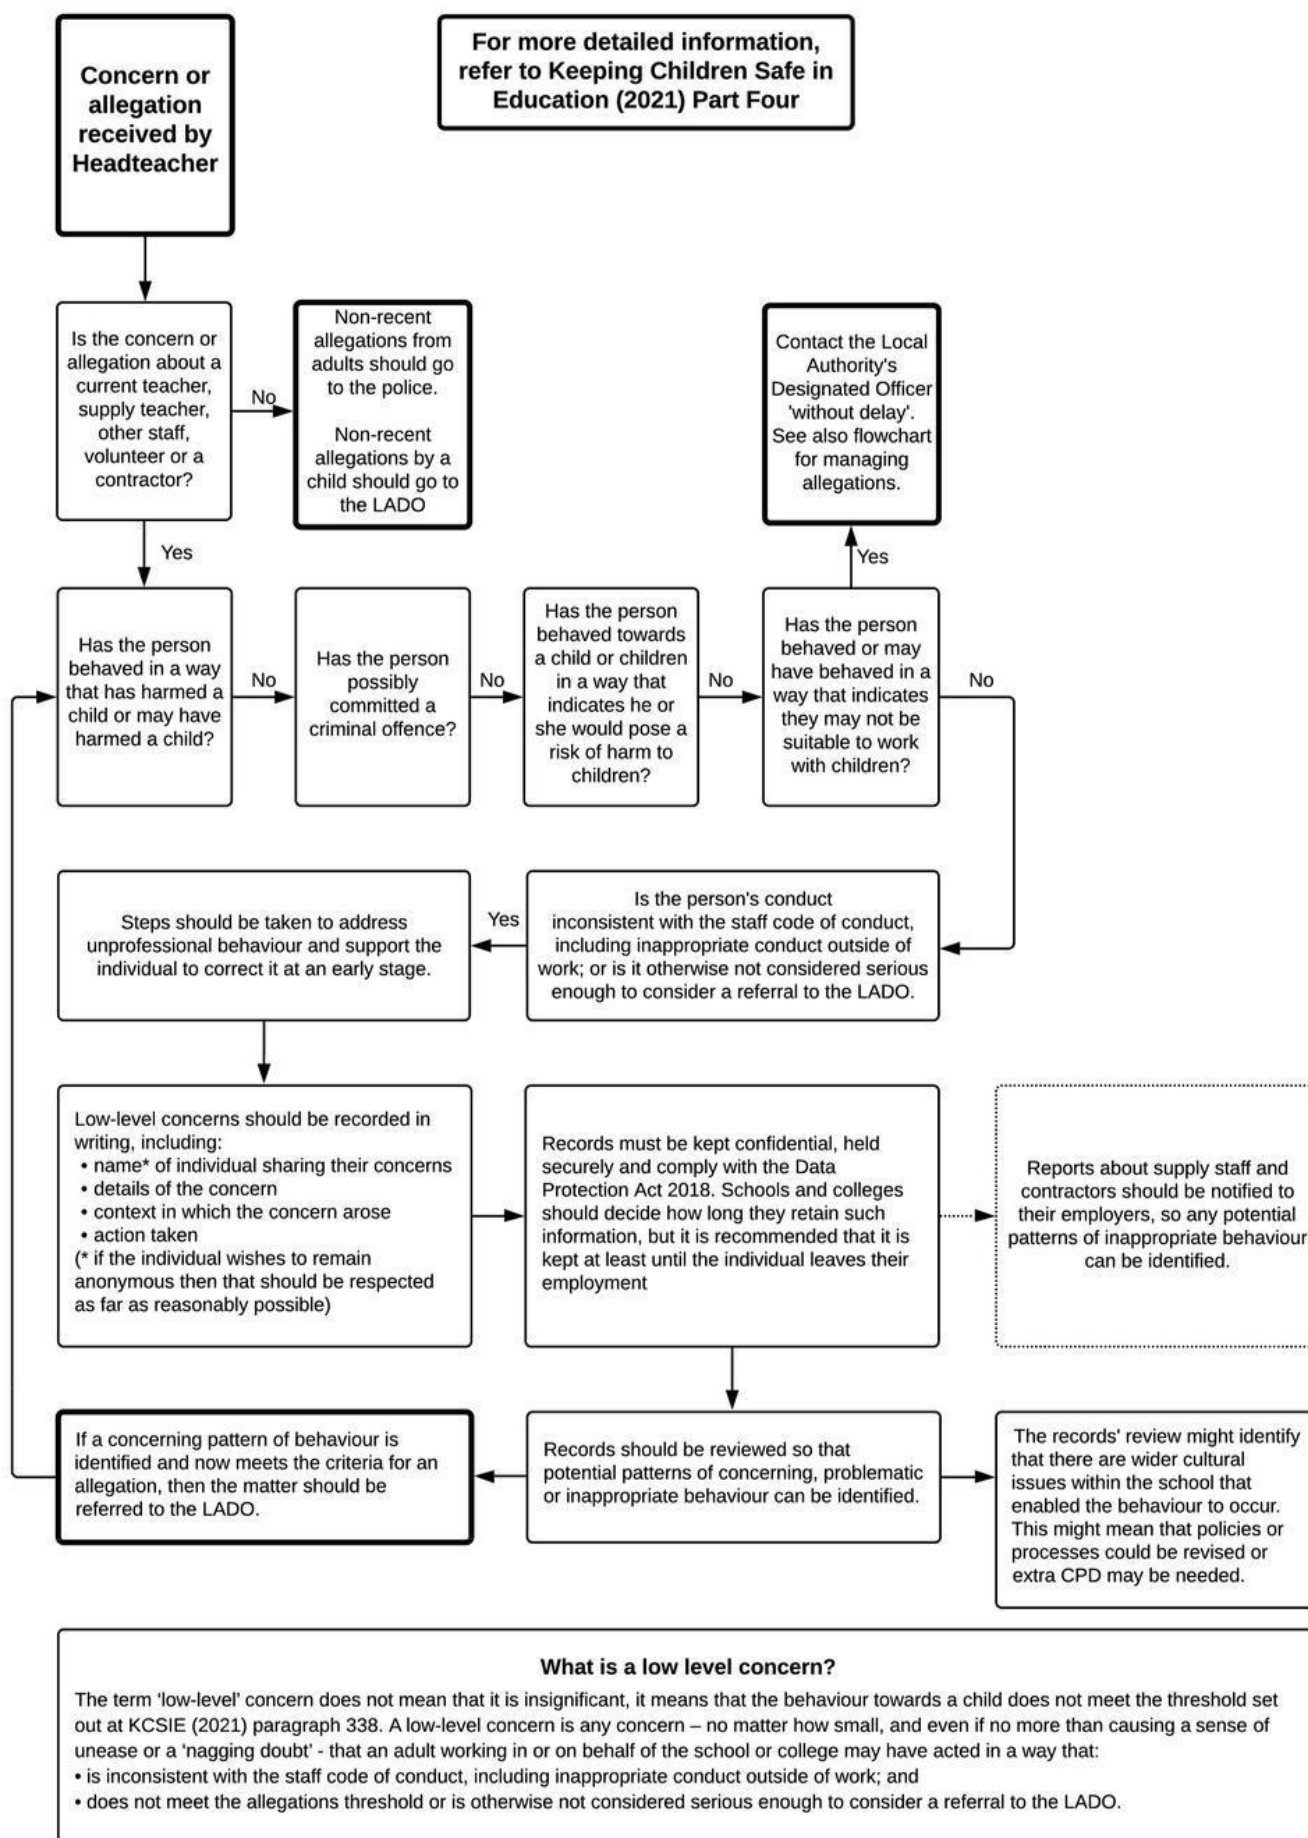 Concern or
allegation
received by
Headteacher
For more detailed information,
refer to Keeping Children Safe in
Education (2021) Part Four
Is the concern or
allegation about a
current teacher,
supply teacher,
other staff,
volunteer or a
contractor?
No
Non-recent
allegations from
adults should go
to the police.
Non-recent
allegations by a
child should go to
the LADO
Contact the Local
Authority's
Designated Officer
'without delay'.
See also flowchart
for managing
allegations.
Yes
Yes
Has the person
behaved in a way
that has harmed a
child or may have
harmed a child?
No
Has the person
possibly
committed a
criminal offence?
No
Has the person
behaved towards
a child or children
in a way that
indicates he or
she would pose a
risk of harm to
children?
No
Has the person
behaved or may
have behaved in a
way that indicates
they may not be
suitable to work
with children?
No
Steps should be taken to address
unprofessional behaviour and support the
individual to correct it at an early stage.
Yes
Is the person's conduct
inconsistent with the staff code of conduct,
including inappropriate conduct outside of
work; or is it otherwise not considered serious
enough to consider a referral to the LADO.
Low-level concerns should be recorded in
writing, including:
• name* of individual sharing their concerns
• details of the concern
• context in which the concern arose
• action taken
(* if the individual wishes to remain
anonymous then that should be respected
as far as reasonably possible)
Records must be kept confidential, held
securely and comply with the Data
Protection Act 2018. Schools and colleges
should decide how long they retain such
information, but it is recommended that it is
kept at least until the individual leaves their
employment
Reports about supply staff and
contractors should be notified to
their employers, so any potential
patterns of inappropriate behaviour
can be identified.
If a concerning pattern of behaviour is
identified and now meets the criteria for an
allegation, then the matter should be
referred to the LADO.
Records should be reviewed so that
potential patterns of concerning, problematic
or inappropriate behaviour can be identified.
The records' review might identify
that there are wider cultural
issues within the school that
enabled the behaviour to occur.
This might mean that policies or
processes could be revised or
extra CPD may be needed.
What is a low level concern?
The term 'low-level' concern does not mean that it is insignificant, it means that the behaviour towards a child does not meet the threshold set
out at KCSIE (2021) paragraph 338. A low-level concern is any concern – no matter how small, and even if no more than causing a sense of
unease or a 'nagging doubt' - that an adult working in or on behalf of the school or college may have acted in a way that:
• is inconsistent with the staff code of conduct, including inappropriate conduct outside of work; and
• does not meet the allegations threshold or is otherwise not considered serious enough to consider a referral to the LADO.